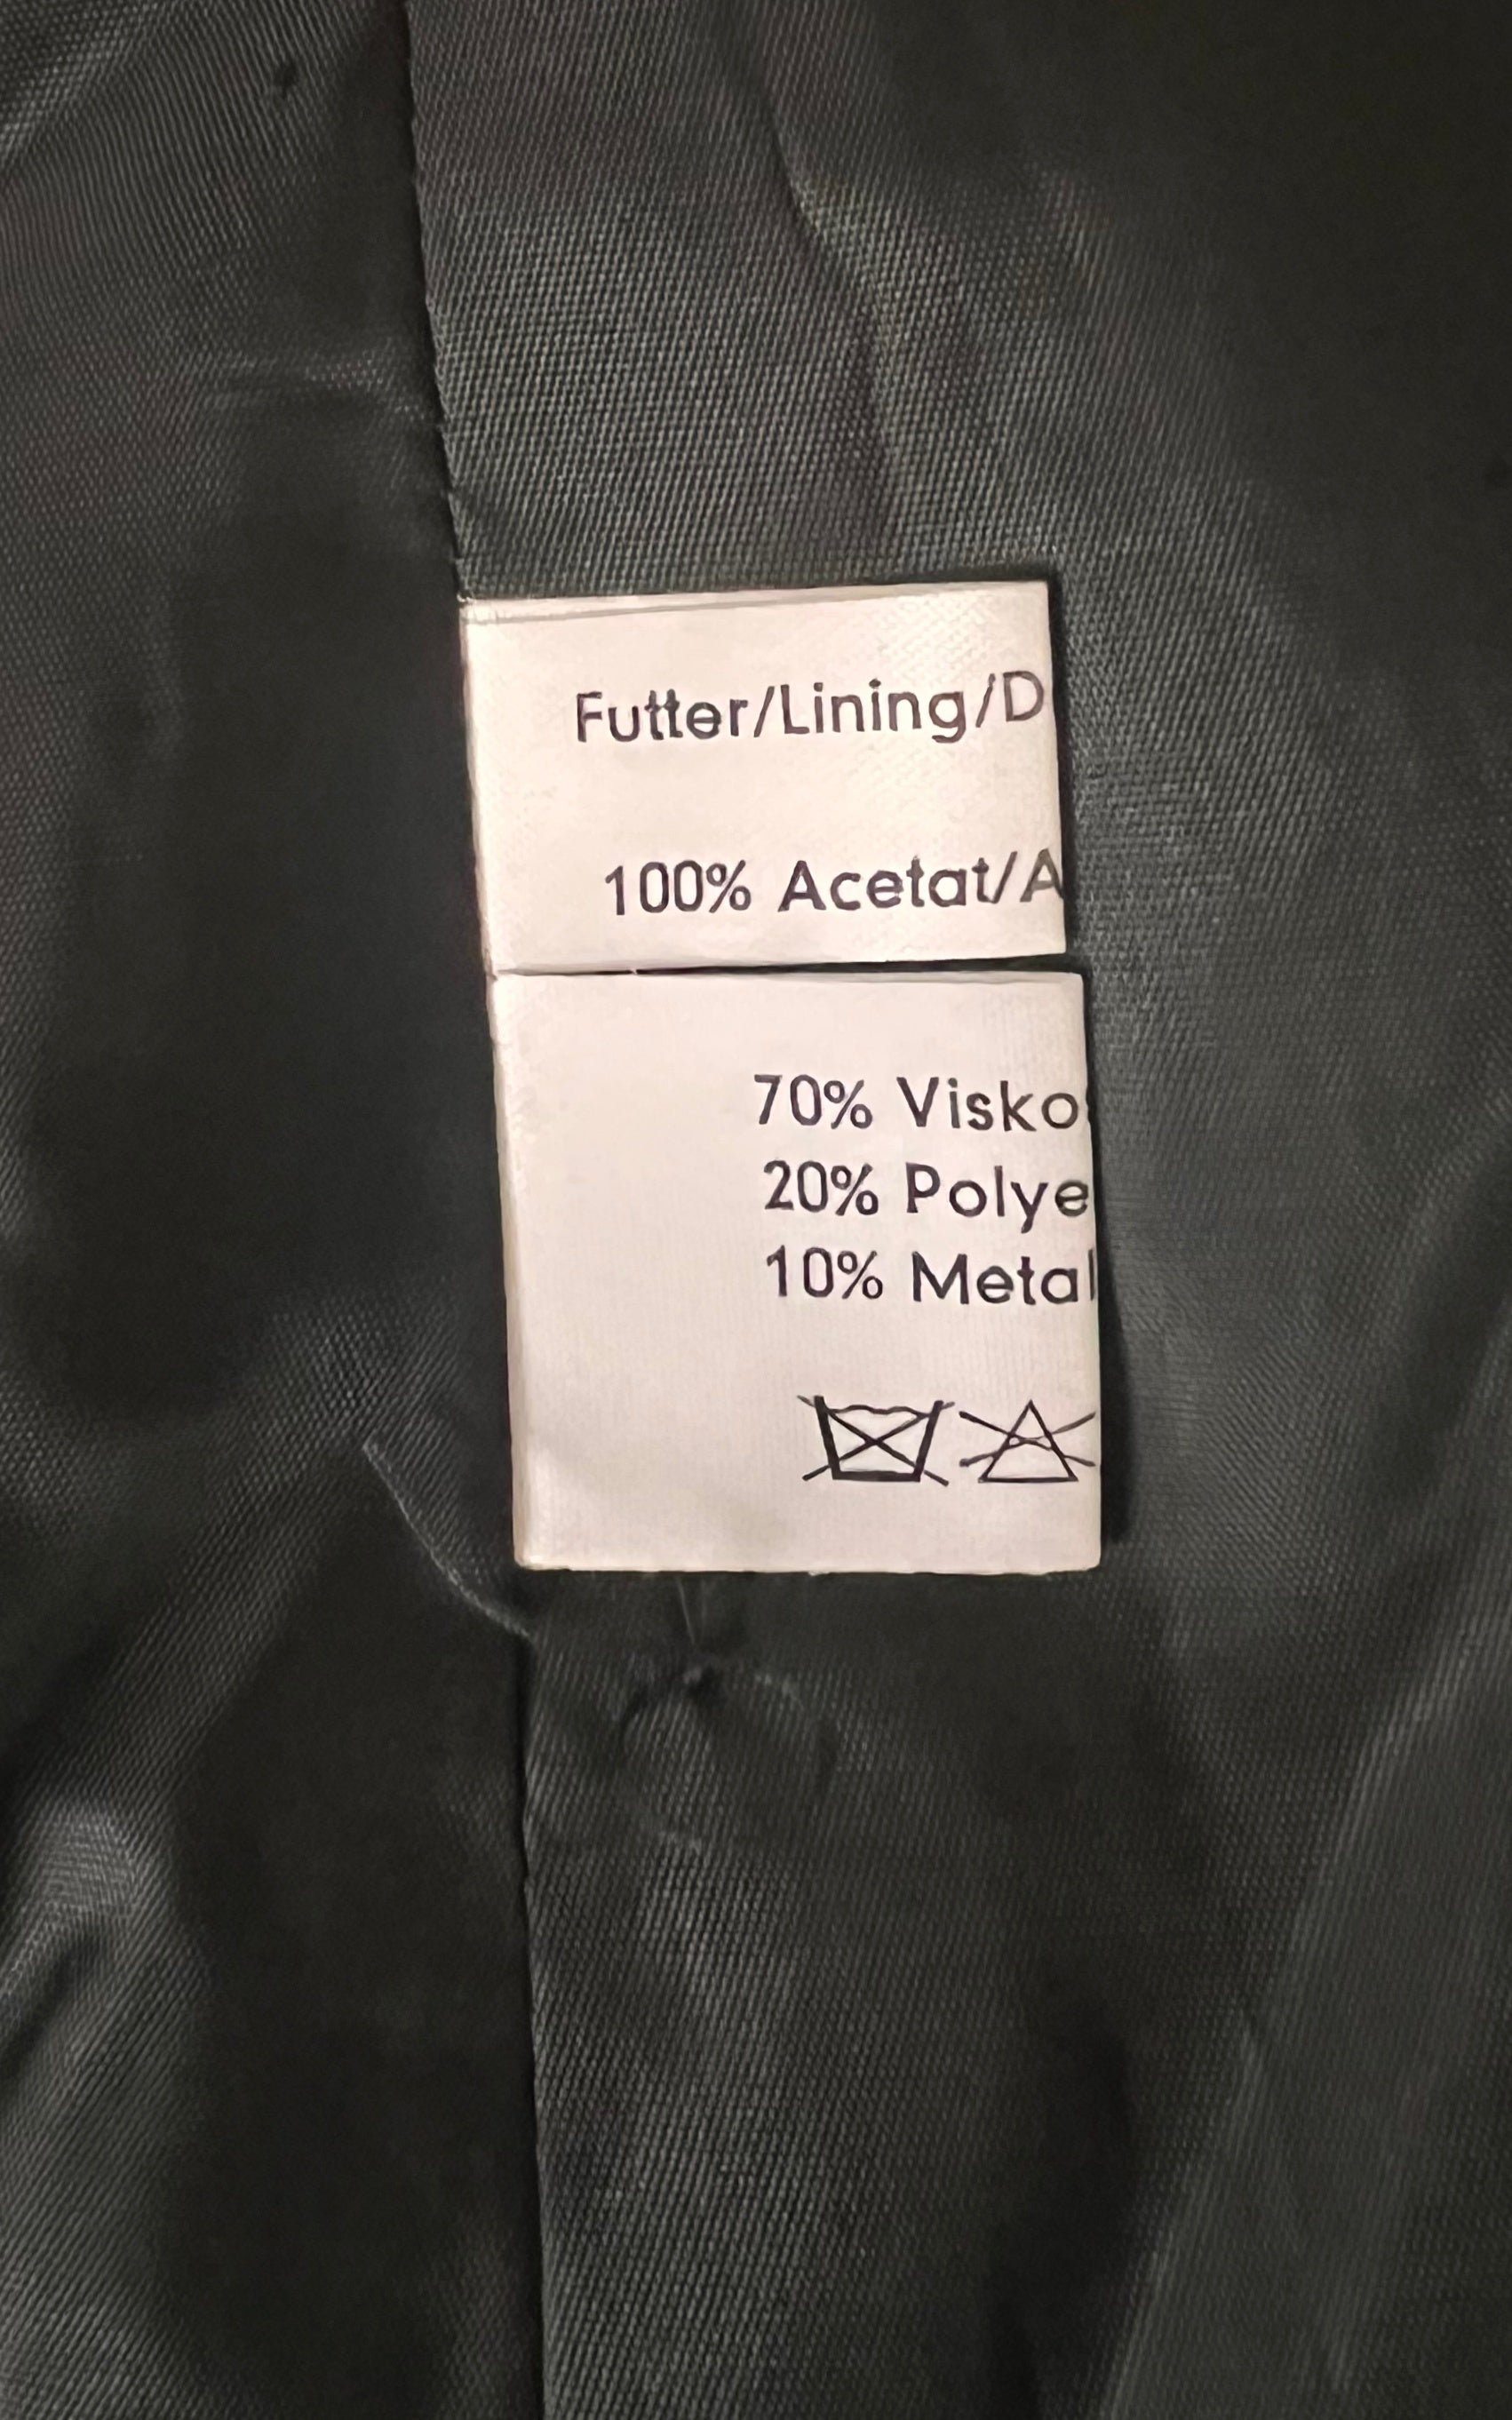 Futter/Lining/D
100% Acetat/A
70% Visko
20% Polye
10% Metal